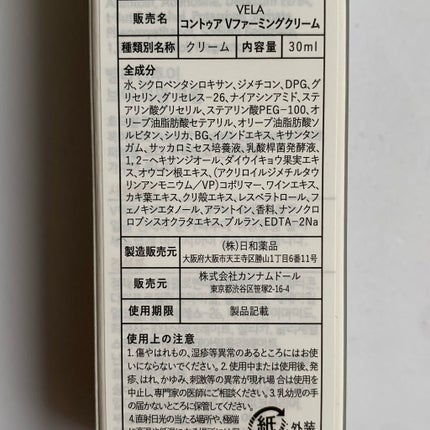 販売名 VELA
コントゥア Vファーミングクリーム
種類別名称 クリーム 内容量 30ml
全成分
水、シクロペンタシロキサン、ジメチコン、DPG、グ
リセリン、グリセレス-26、ナイアシンアミド、ステ
アリン酸グリセリル、ステアリン酸PEG-100、オ
リーブ油脂肪酸セテアリル、オリーブ油脂肪酸ソ
ルビタン、シリカ、BG、イノンドエキス、キサンタン
ガム、サッカロミセス培養液、乳酸桿菌発酵液、
1,2-ヘキサンジオール、ダイウイキョウ果実エキ
ス、オウゴン根エキス、(アクリロイルジメチルタウ
リンアンモニウム/VP)コポリマー、ワインエキス、
カキ葉エキス、クリ殻エキス、レスベラトロール、フ
ェノキシエタノール、アラントイン、香料、ナンノクロ
ロプシスオクラタエキス、プルラン、EDTA-2Na
製造販売元 (株)日和薬品
大阪府大阪市天王寺区勝山1丁目6番11号
販売元 株式会社カンナムドール
東京都渋谷区笹塚2-16-4
使用期限 製品記載
使用上の注意
1.傷やはれもの、湿疹等異常のあるところにはお使
いにならないでください。2.使用中または使用後、発
疹、はれ、かゆみ、刺激等の異常が現れ場 合は使用
を中止し、専門家の医師にご相談ください。3.乳幼児の手
の届かないところに保管してください。
4.直射日光の当たる場所や、極端
紙 外装